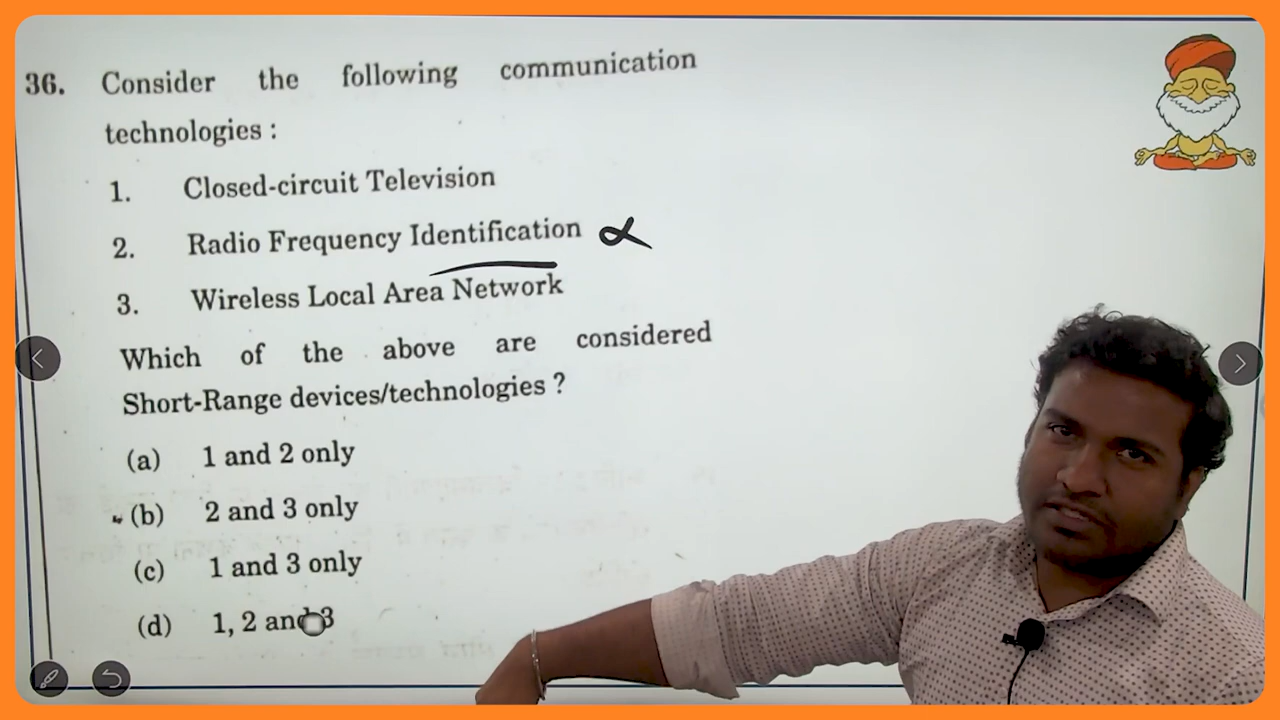 36. Consider the following communication
technologies :
1. Closed-circuit Television
2. Radio Frequency Identification
3. Wireless Local Area Network
Which of the above are considered
Short-Range devices/technologies ?
(a) 1 and 2 only
(b) 2 and 3 only
(c) 1 and 3 only
(d) 1, 2 and 3